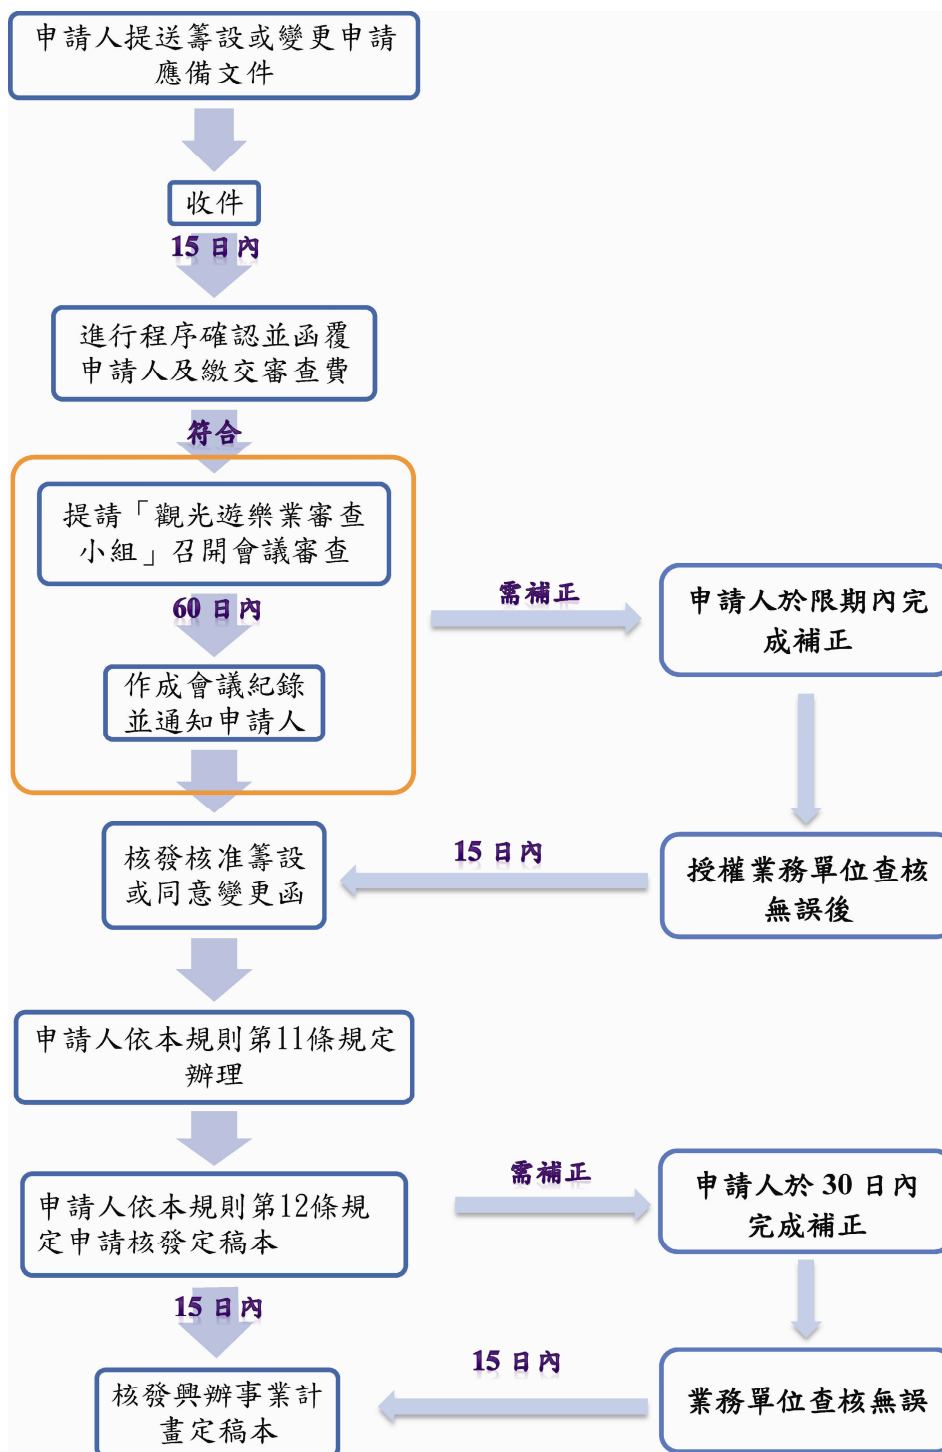 申請人提送籌設或變更申請
應備文件
收件
15 日內
進行程序確認並函覆
申請人及繳交審查費
符合
提請「觀光遊樂業審查
小組」召開會議審查
60 日內
作成會議紀錄
並通知申請人
需補正
申請人於限期內完
成補正
授權業務單位查核
無誤後
15 日內
核發核准籌設
或同意變更函
申請人依本規則第11條規定
辦理
申請人依本規則第12條規
定申請核發定稿本
需補正
申請人於 30 日內
完成補正
15 日內
業務單位查核無誤
15 日內
核發興辦事業計
畫定稿本